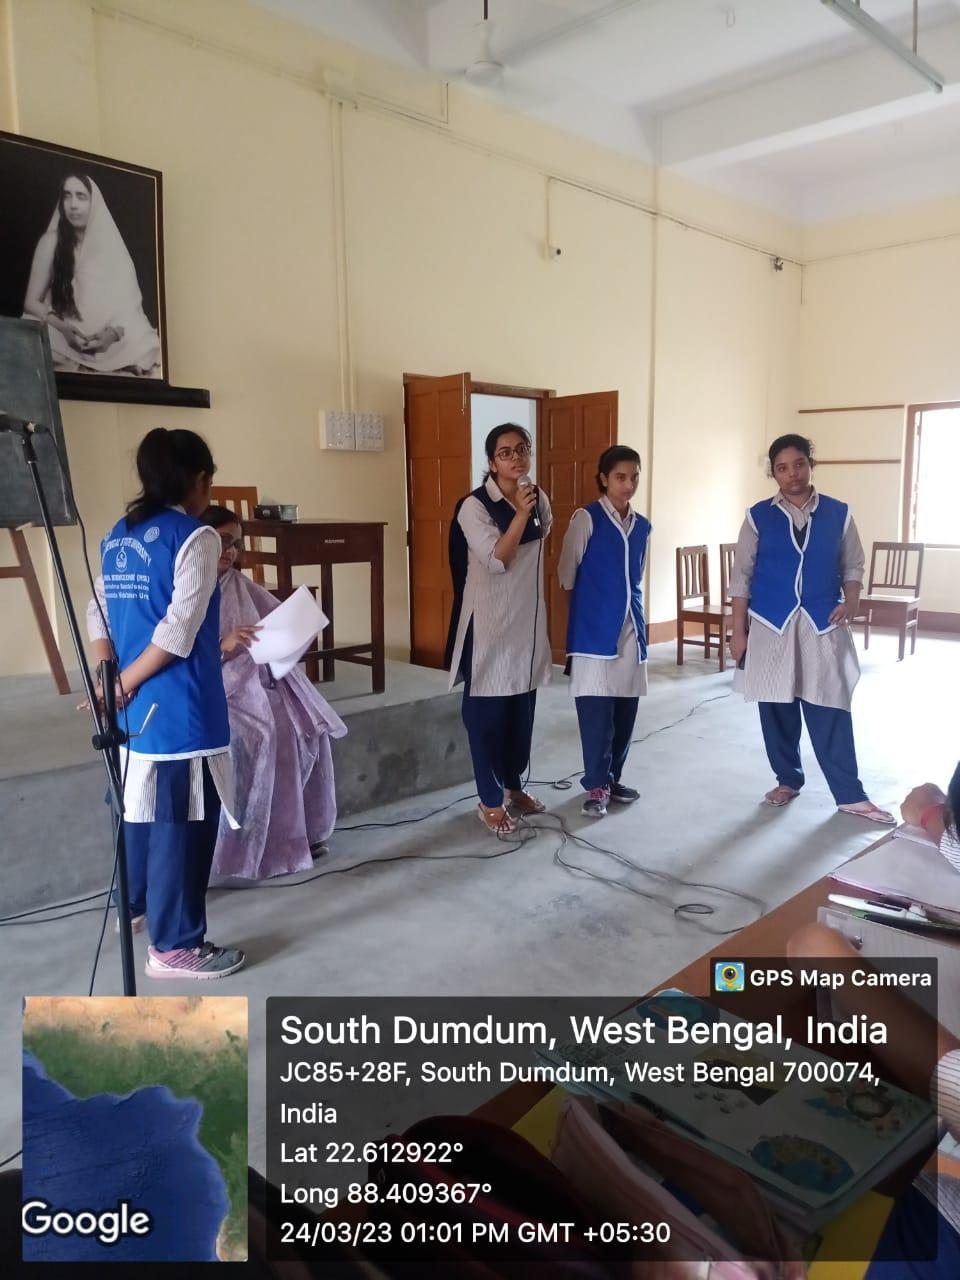 GPS Map Camera
South Dumdum, West Bengal, India
JC85+28F, South Dumdum, West Bengal 700074,
India
Lat 22.612922°
Long 88.409367°
24/03/23 01:01 PM GMT +05:30
Google